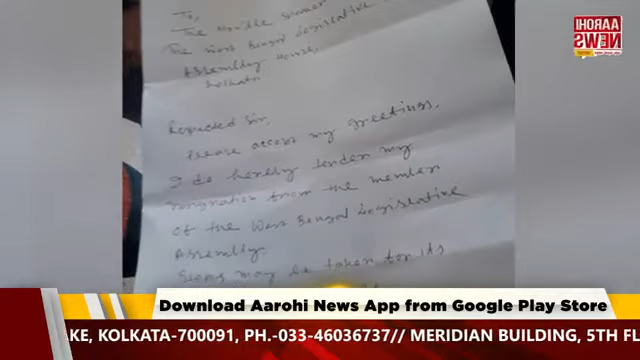 To,
The Hon'ble
The West Bengal Legislative
Assembly House,
Kolkata
Respected Sir,
Please accept my greetings.
I do hereby tender my
resignation from the member
of the West Bengal Legislative
Assembly.
Steps may be taken for its
AAROHI
NEWS
Download Aarohi News App from Google Play Store
AKE, KOLKATA-700091, PH.-033-46036737// MERIDIAN BUILDING, 5TH FL